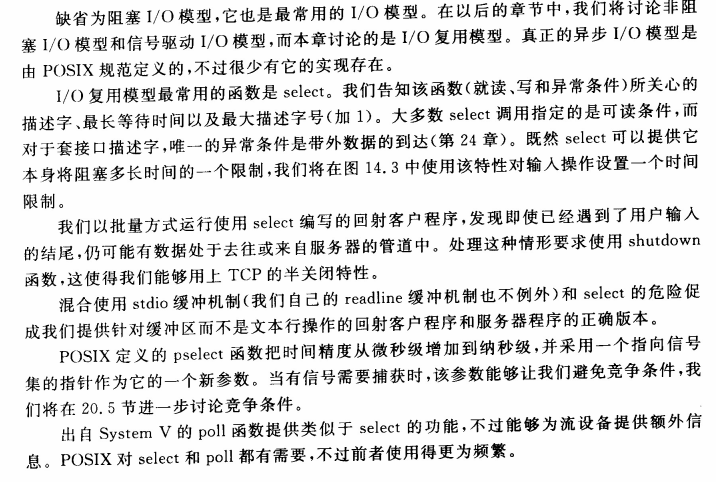 缺省为阻塞 I/O 模型,它也是最常用的 I/O 模型。在以后的章节中,我们将讨论非阻
塞 I/O 模型和信号驱动 I/O 模型,而本章讨论的是 I/O 复用模型。真正的异步 I/O 模型是
由 POSIX 规范定义的,不过很少有它的实现存在。
I/O 复用模型最常用的函数是 select。我们告知该函数(就读、写和异常条件)所关心的
描述字、最长等待时间以及最大描述字号(加 1)。大多数 select 调用指定的是可读条件,而
对于套接口描述字,唯一的异常条件是带外数据的到达(第 24 章)。既然 select 可以提供它
本身将阻塞多长时间的一个限制,我们将在图 14.3 中使用该特性对输入操作设置一个时间
限制。
我们以批量方式运行使用 select 编写的回射客户程序,发现即使已经遇到了用户输入
的结尾,仍可能有数据处于去往或来自服务器的管道中。处理这种情形要求使用 shutdown
函数,这使得我们能够用上 TCP 的半关闭特性。
混合使用 stdio 缓冲机制(我们自己的 readline 缓冲机制也不例外)和 select 的危险促
成我们提供针对缓冲区而不是文本行操作的回射客户程序和服务器程序的正确版本。
POSIX 定义的 pselect 函数把时间精度从微秒级增加到纳秒级,并采用一个指向信号
集的指针作为它的一个新参数。当有信号需要捕获时,该参数能够让我们避免竞争条件,我
们将在 20.5 节进一步讨论竞争条件。
出自 System V 的 poll 函数提供类似于 select 的功能,不过能够为流设备提供额外信
息。POSIX 对 select 和 poll 都有需要,不过前者使用得更为频繁。